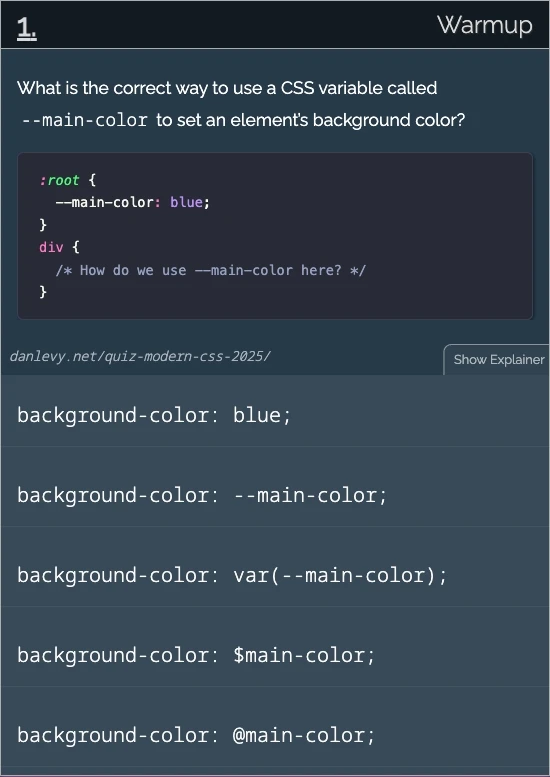 1.
Warmup
What is the correct way to use a CSS variable called
--main-color to set an element's background color?
:root {
  --main-color: blue;
}
div {
  /* How do we use --main-color here? */
}
danlevy.net/quiz-modern-css-2025/
Show Explainer
background-color: blue;
background-color: --main-color;
background-color: var(--main-color);
background-color: $main-color;
background-color: @main-color;